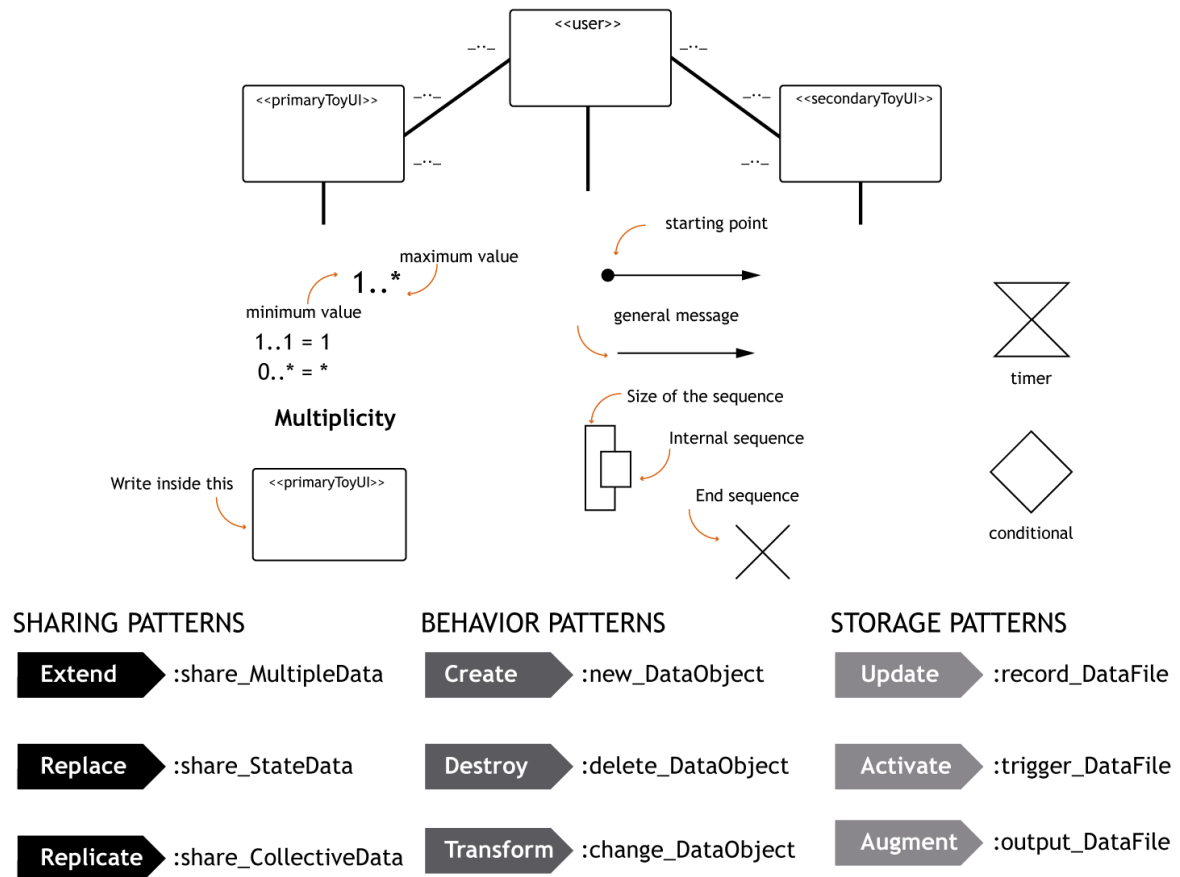 <<user>>
_.._ _.._
<<primaryToyUI>>
_.._ _.._
<<secondaryToyUI>>
_.._ _.._
starting point
maximum value
1..*
minimum value
1..1 = 1
0..* = *
Multiplicity
general message
timer
Size of the sequence
Internal sequence
End sequence
conditional
Write inside this
<<primaryToyUI>>
SHARING PATTERNS
Extend :share_MultipleData
Replace :share_StateData
Replicate :share_CollectiveData
BEHAVIOR PATTERNS
Create :new_DataObject
Destroy :delete_DataObject
Transform :change_DataObject
STORAGE PATTERNS
Update :record_DataFile
Activate :trigger_DataFile
Augment :output_DataFile